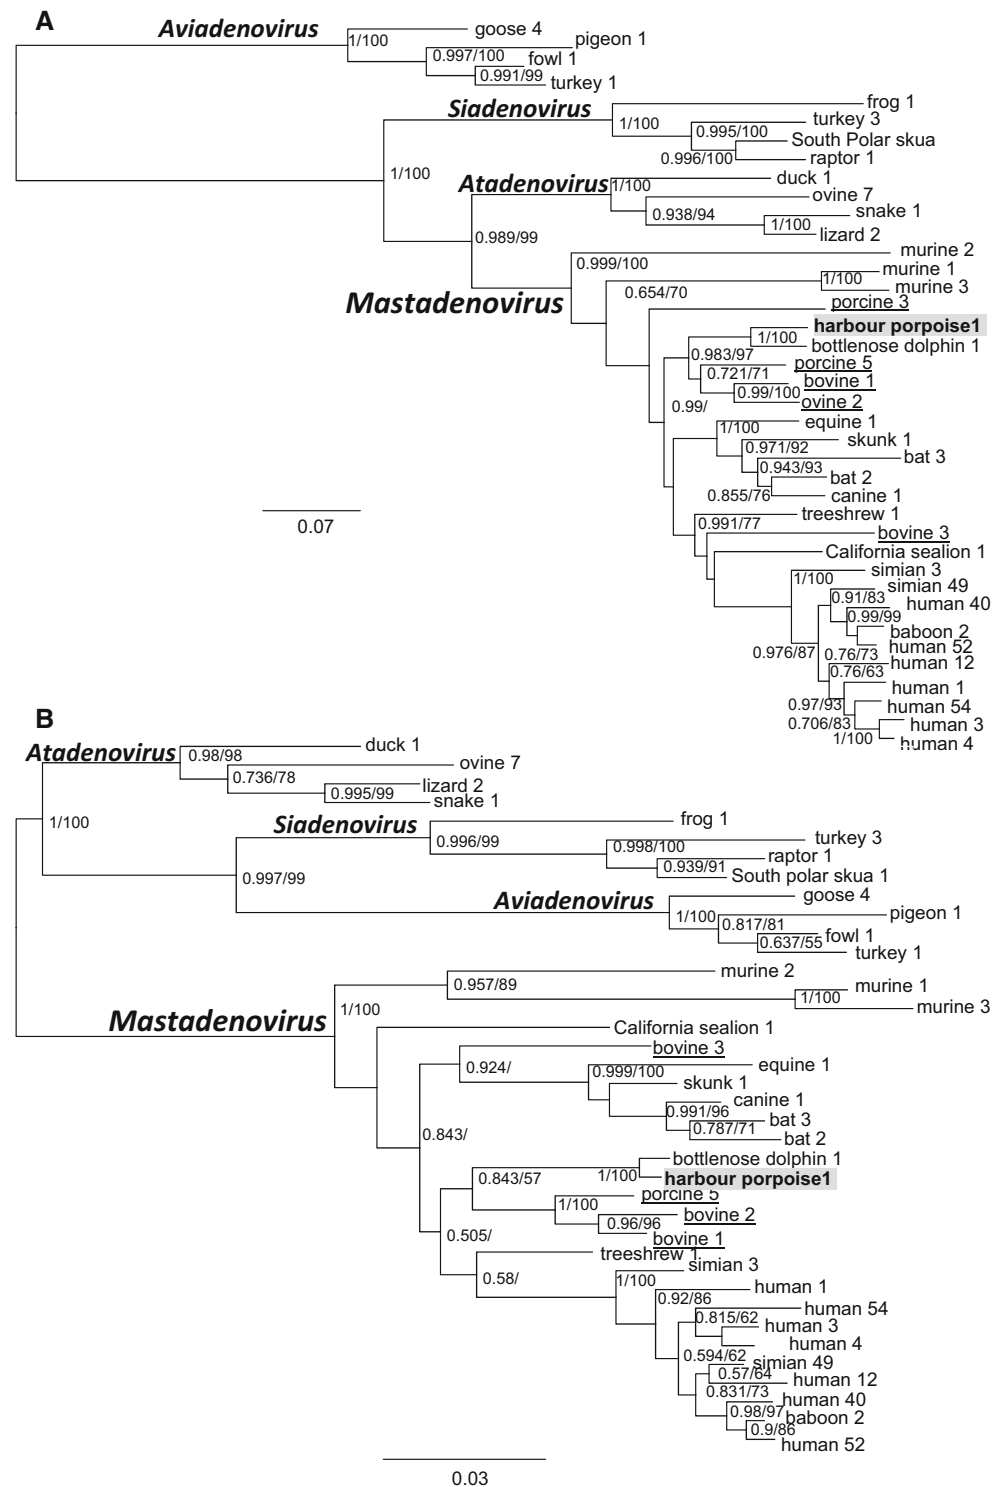 A
Aviadenovirus
goose 4
1/100
pigeon 1
0.997/100
fowl 1
0.991/99
turkey 1
Siadenovirus
frog 1
1/100
turkey 3
0.995/100
South Polar skua
0.996/100
raptor 1
1/100
Atadenovirus
1/100
duck 1
ovine 7
0.938/94
snake 1
1/100
lizard 2
0.989/99
murine 2
0.999/100
murine 1
1/100
murine 3
0.654/70
Mastadenovirus
porcine 3
harbour porpoise1
1/100
bottlenose dolphin 1
0.983/97
porcine 5
0.721/71
bovine 1
0.99/100
ovine 2
0.99/
equine 1
1/100
skunk 1
0.971/92
bat 3
0.943/93
bat 2
0.855/76
canine 1
treeshrew 1
0.991/77
0.07
bovine 3
California sealion 1
simian 3
1/100
simian 49
0.91/83
human 40
0.99/99
baboon 2
human 52
0.976/87
0.76/73
human 12
0.76/63
human 1
0.97/93
human 54
0.706/83
human 3
1/100
human 4
B
Atadenovirus
duck 1
0.98/98
ovine 7
0.736/78
lizard 2
0.995/99
snake 1
1/100
Siadenovirus
frog 1
0.996/99
turkey 3
0.998/100
raptor 1
0.939/91
South polar skua 1
0.997/99
Aviadenovirus
goose 4
1/100
pigeon 1
0.817/81
fowl 1
0.637/55
turkey 1
murine 2
0.957/89
murine 1
1/100
murine 3
1/100
Mastadenovirus
California sealion 1
bovine 3
0.924/
equine 1
0.999/100
skunk 1
canine 1
0.991/96
bat 3
0.787/71
bat 2
0.843/
bottlenose dolphin 1
0.843/57
1/100
harbour porpoise1
porcine 5
1/100
bovine 2
0.96/96
bovine 1
0.505/
treeshrew 1
simian 3
0.58/
1/100
human 1
0.92/86
human 54
0.815/62
human 3
human 4
0.594/62
simian 49
0.57/64
human 12
0.831/73
human 40
0.98/97
baboon 2
0.9/86
human 52
0.03